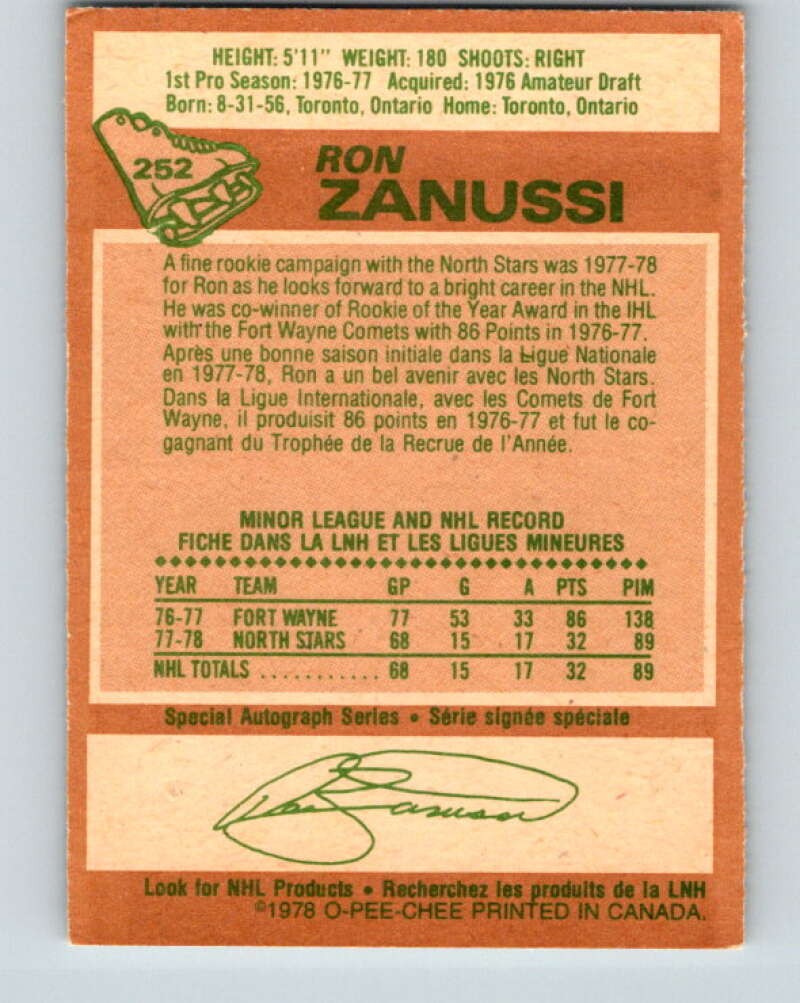 HEIGHT: 5'11" WEIGHT: 180 SHOOTS: RIGHT
1st Pro Season: 1976-77 Acquired: 1976 Amateur Draft
Born: 8-31-56, Toronto, Ontario Home: Toronto, Ontario
252
RON
ZANUSSI
A fine rookie campaign with the North Stars was 1977-78
for Ron as he looks forward to a bright career in the NHL.
He was co-winner of Rookie of the Year Award in the IHL
with the Fort Wayne Comets with 86 Points in 1976-77.
Après une bonne saison initiale dans la Ligue Nationale
en 1977-78, Ron a un bel avenir avec les North Stars.
Dans la Ligue Internationale, avec les Comets de Fort
Wayne, il produisit 86 points en 1976-77 et fut le co-
gagnant du Trophée de la Recrue de l'Année.
MINOR LEAGUE AND NHL RECORD
FICHE DANS LA LNH ET LES LIGUES MINEURES
YEAR TEAM GP G A PTS PIM
76-77 FORT WAYNE 77 53 33 86 138
77-78 NORTH STARS 68 15 17 32 89
NHL TOTALS ............ 68 15 17 32 89
Special Autograph Series • Série signée spéciale
Ron Zanussi
Look for NHL Products • Recherchez les produits de la LNH
©1978 O-PEE-CHEE PRINTED IN CANADA.